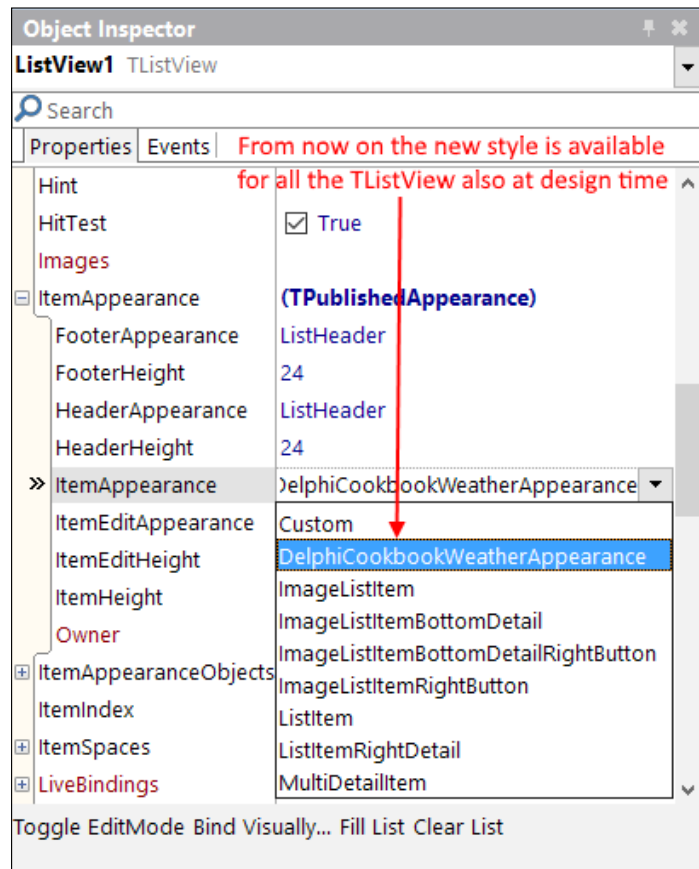 Object Inspector
ListView1 TListView
Search
Properties Events From now on the new style is available
for all the TListView also at design time
Hint
HitTest True
Images
ItemAppearance (TPublishedAppearance)
FooterAppearance ListHeader
FooterHeight 24
HeaderAppearance ListHeader
HeaderHeight 24
ItemAppearance DelphiCookbookWeatherAppearance
ItemEditAppearance Custom
DelphiCookbookWeatherAppearance
ItemEditHeight ImageListItem
ItemHeight ImageListItemBottomDetail
Owner ImageListItemBottomDetailRightButton
ItemAppearanceObjects ImageListItemRightButton
ItemIndex ListItem
ItemSpaces ListItemRightDetail
LiveBindings MultiDetailItem
Toggle EditMode Bind Visually... Fill List Clear List